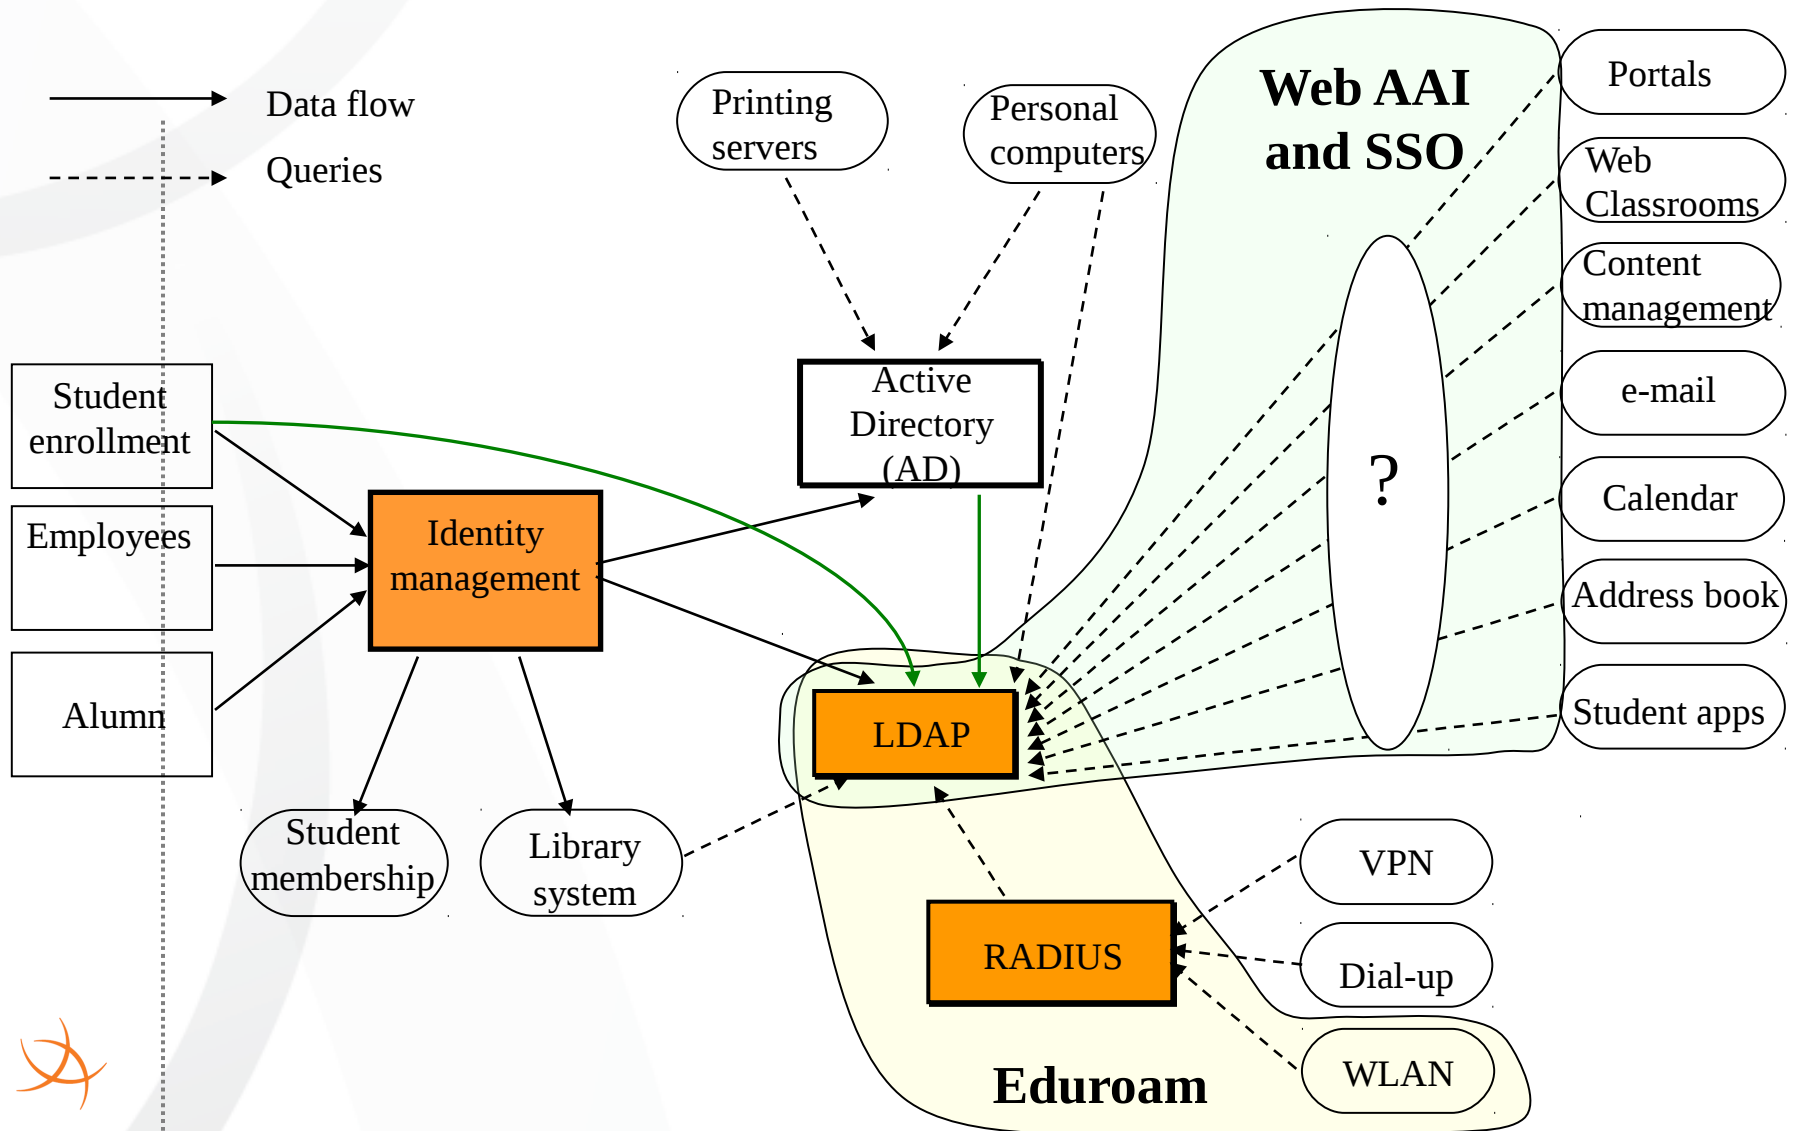 Data flow
Queries
Printing
servers
Personal
computers
Web AAI
and SSO
Portals
Web
Classrooms
Content
management
e-mail
Calendar
Address book
Student apps
?
Active
Directory
(AD)
Student
enrollment
Employees
Alumn
Identity
management
LDAP
Student
membership
Library
system
RADIUS
VPN
Dial-up
WLAN
Eduroam